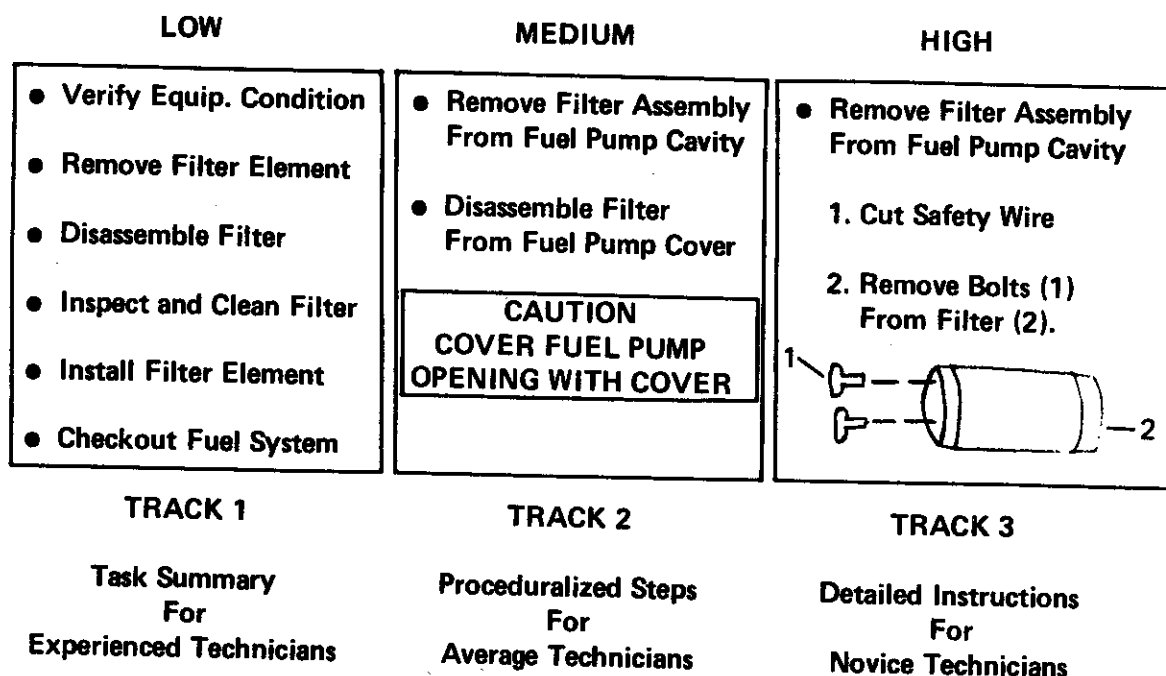 LOW
● Verify Equip. Condition
● Remove Filter Element
● Disassemble Filter
● Inspect and Clean Filter
● Install Filter Element
● Checkout Fuel System
TRACK 1
Task Summary
For
Experienced Technicians
MEDIUM
● Remove Filter Assembly
From Fuel Pump Cavity
● Disassemble Filter
From Fuel Pump Cover
CAUTION
COVER FUEL PUMP
OPENING WITH COVER
TRACK 2
Proceduralized Steps
For
Average Technicians
HIGH
● Remove Filter Assembly
From Fuel Pump Cavity
1. Cut Safety Wire
2. Remove Bolts (1)
From Filter (2).
1
2
TRACK 3
Detailed Instructions
For
Novice Technicians